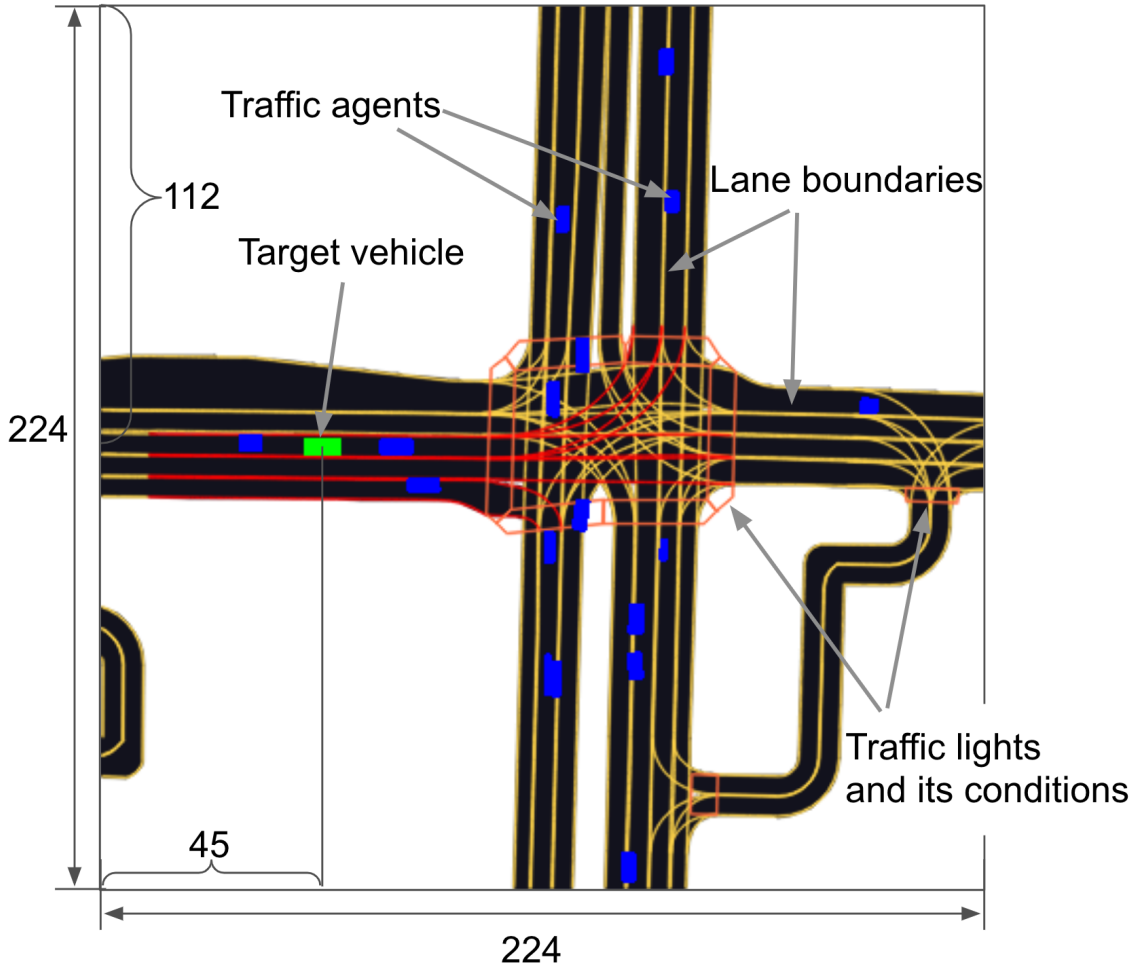 Traffic agents
Lane boundaries
112
Target vehicle
224
Traffic lights
and its conditions
45
224